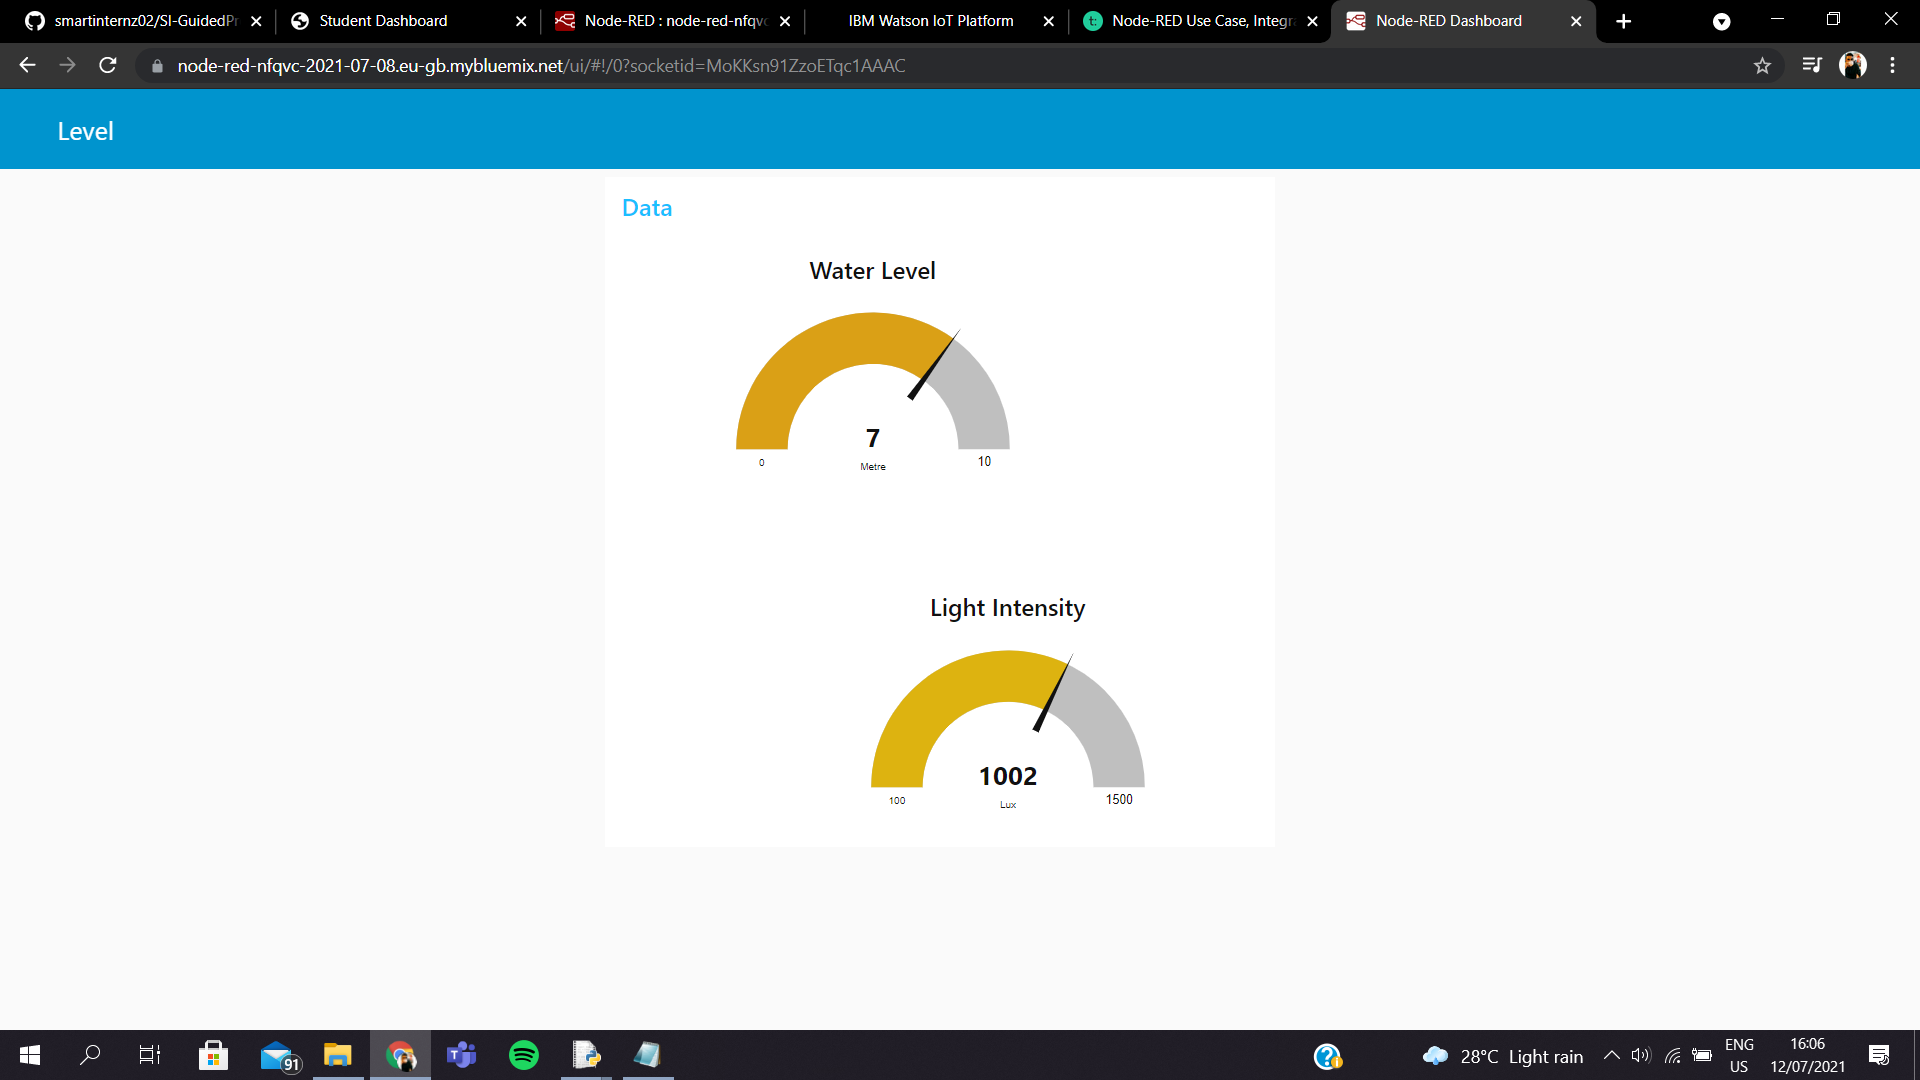 smartinternz02/SI-GuidedPr
Student Dashboard
Node-RED : node-red-nfqvc
IBM Watson IoT Platform
Node-RED Use Case, Integra
Node-RED Dashboard
node-red-nfqvc-2021-07-08.eu-gb.mybluemix.net/ui/#!/0?socketid=MoKKsn91ZzoETqc1AAAC
Level
Data
Water Level
7
Metre
0
10
Light Intensity
1002
Lux
100
1500
91
28°C Light rain
ENG
US
16:06
12/07/2021